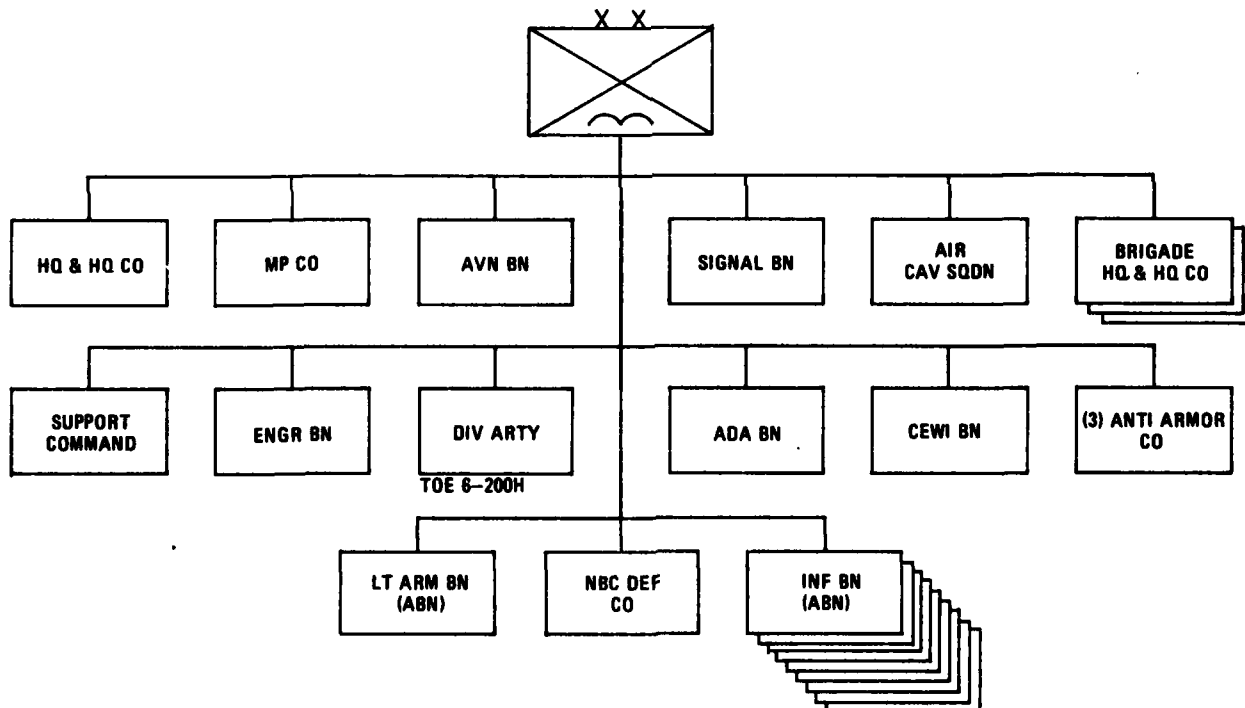 X X
HQ & HQ CO
MP CO
AVN BN
SIGNAL BN
AIR
CAV SQDN
BRIGADE
HQ & HQ CO
SUPPORT
COMMAND
ENGR BN
DIV ARTY
TOE 6-200H
ADA BN
CEWI BN
(3) ANTI ARMOR
CO
LT ARM BN
(ABN)
NBC DEF
CO
INF BN
(ABN)